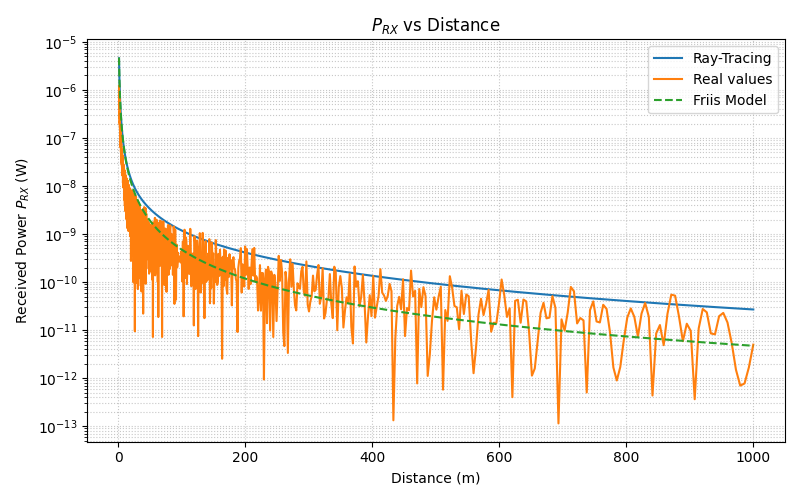 P_RX vs Distance
Ray-Tracing
Real values
Friis Model
Received Power P_RX (W)
10⁻⁵
10⁻⁶
10⁻⁷
10⁻⁸
10⁻⁹
10⁻¹⁰
10⁻¹¹
10⁻¹²
10⁻¹³
0 200 400 600 800 1000
Distance (m)